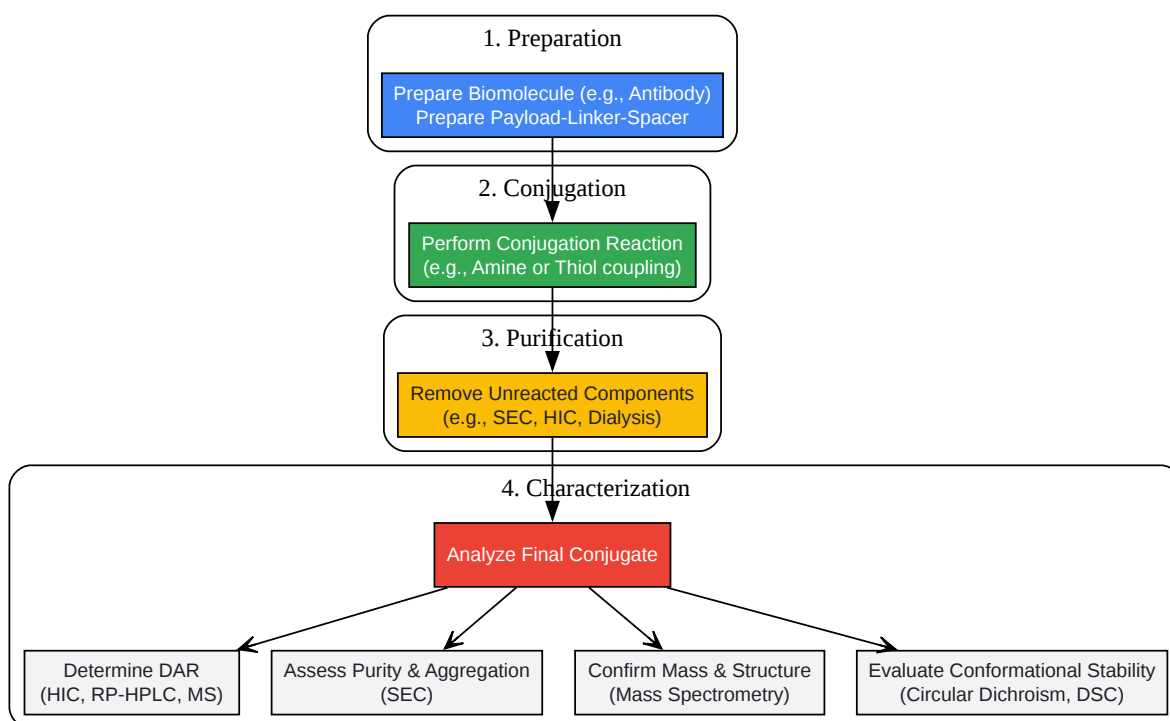 1. Preparation
Prepare Biomolecule (e.g., Antibody)
Prepare Payload-Linker-Spacer
2. Conjugation
Perform Conjugation Reaction
(e.g., Amine or Thiol coupling)
3. Purification
Remove Unreacted Components
(e.g., SEC, HIC, Dialysis)
4. Characterization
Analyze Final Conjugate
Determine DAR
(HIC, RP-HPLC, MS)
Assess Purity & Aggregation
(SEC)
Confirm Mass & Structure
(Mass Spectrometry)
Evaluate Conformational Stability
(Circular Dichroism, DSC)